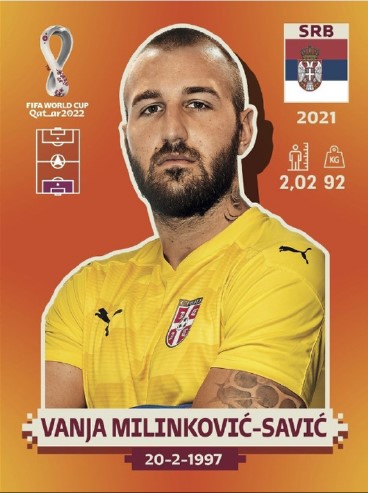 FIFA WORLD CUP
Qatar2022
SRB
2021
KG
2,02 92
VANJA MILINKOVIĆ-SAVIĆ
20-2-1997